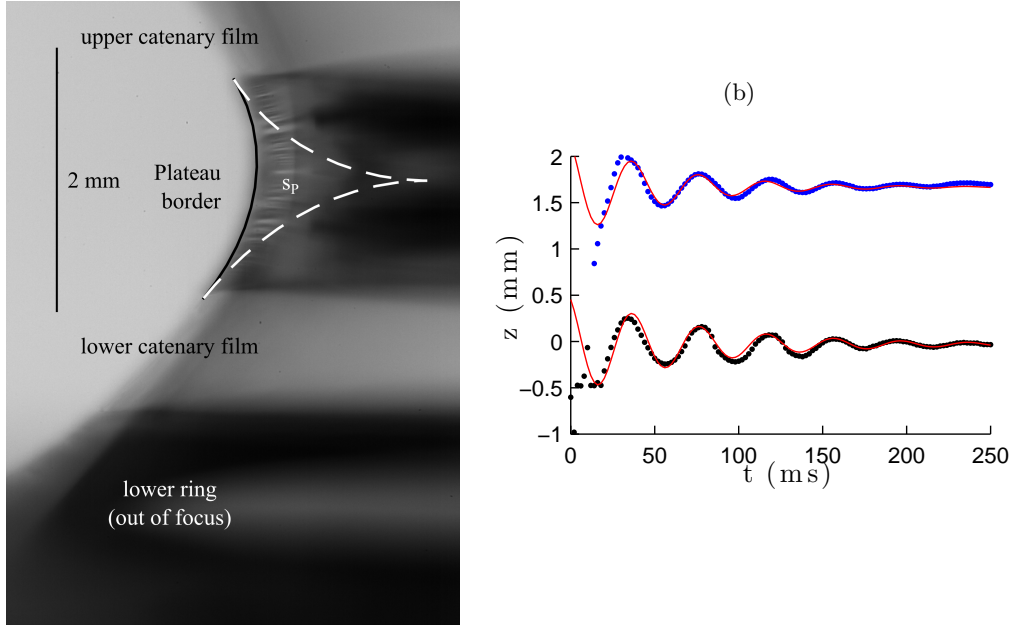 upper catenary film
2 mm
Plateau
border
s_P
lower catenary film
lower ring
(out of focus)
(b)
2
1.5
1
0.5
0
−0.5
−1
z (mm)
0
50
100
150
200
250
t (ms)